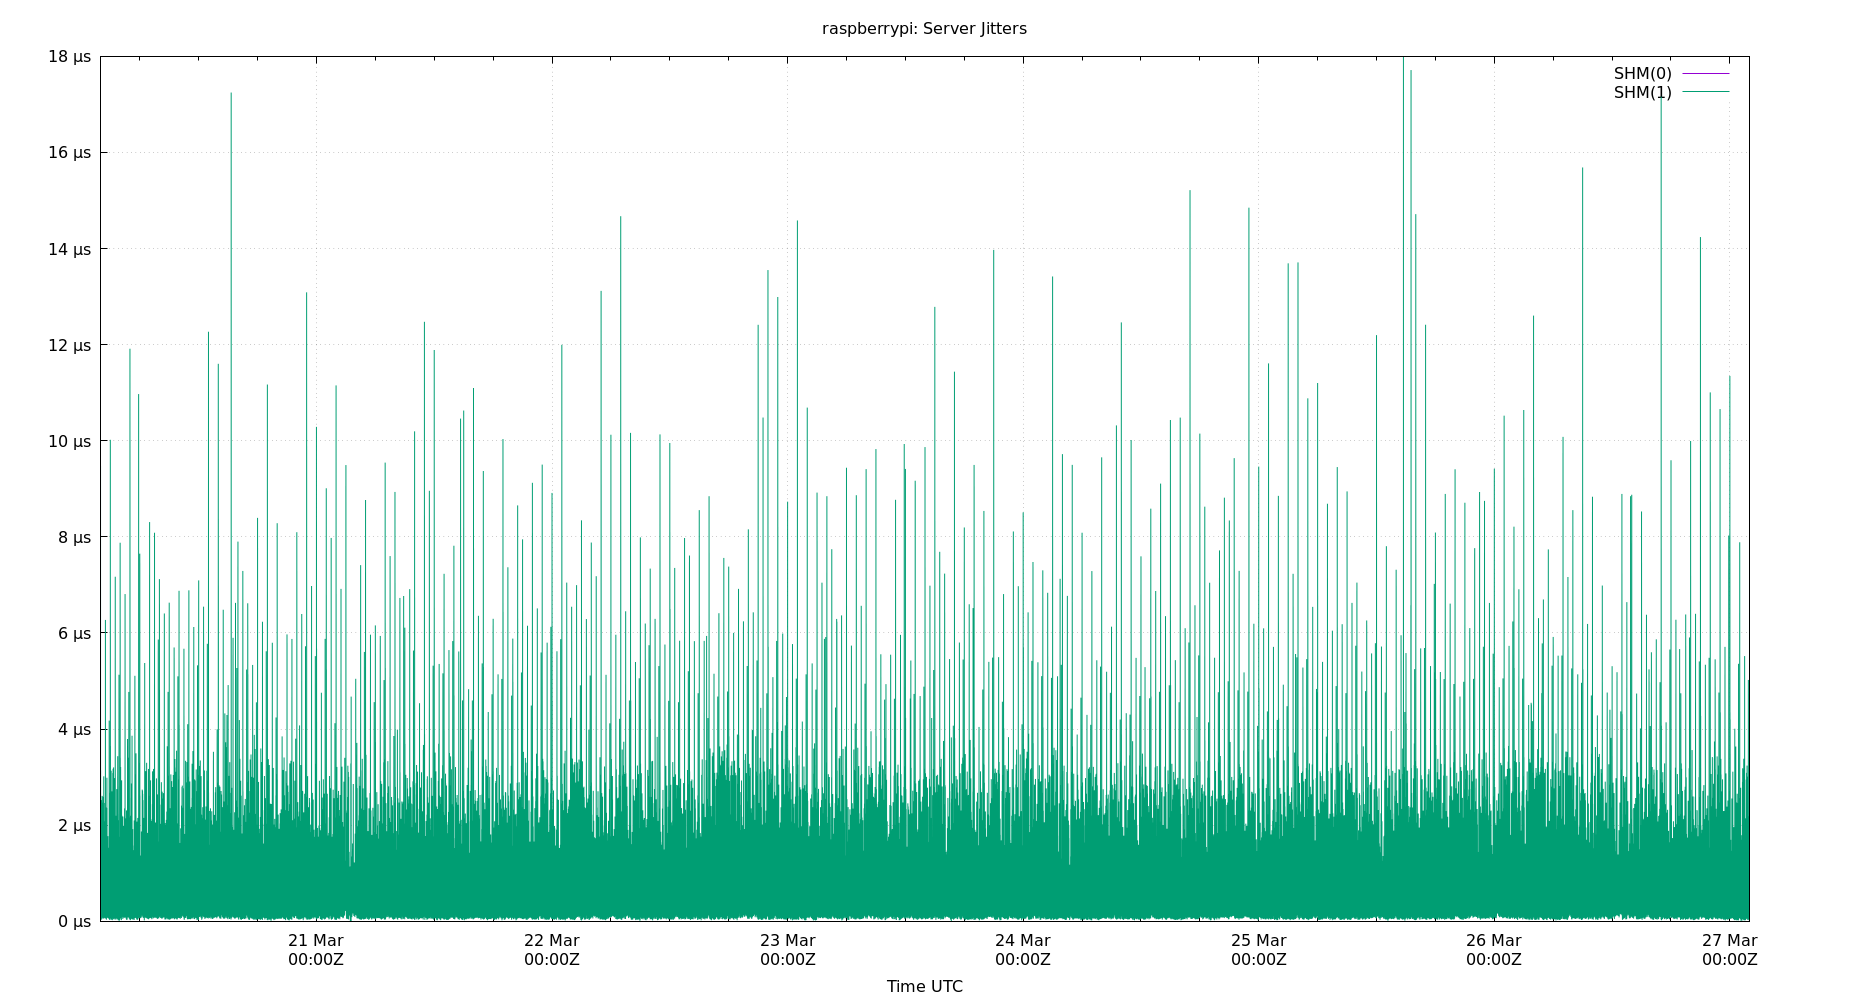 raspberrypi: Server Jitters
18 µs
16 µs
14 µs
12 µs
10 µs
8 µs
6 µs
4 µs
2 µs
0 µs
SHM(0)
SHM(1)
21 Mar
00:00Z
22 Mar
00:00Z
23 Mar
00:00Z
24 Mar
00:00Z
25 Mar
00:00Z
26 Mar
00:00Z
27 Mar
00:00Z
Time UTC